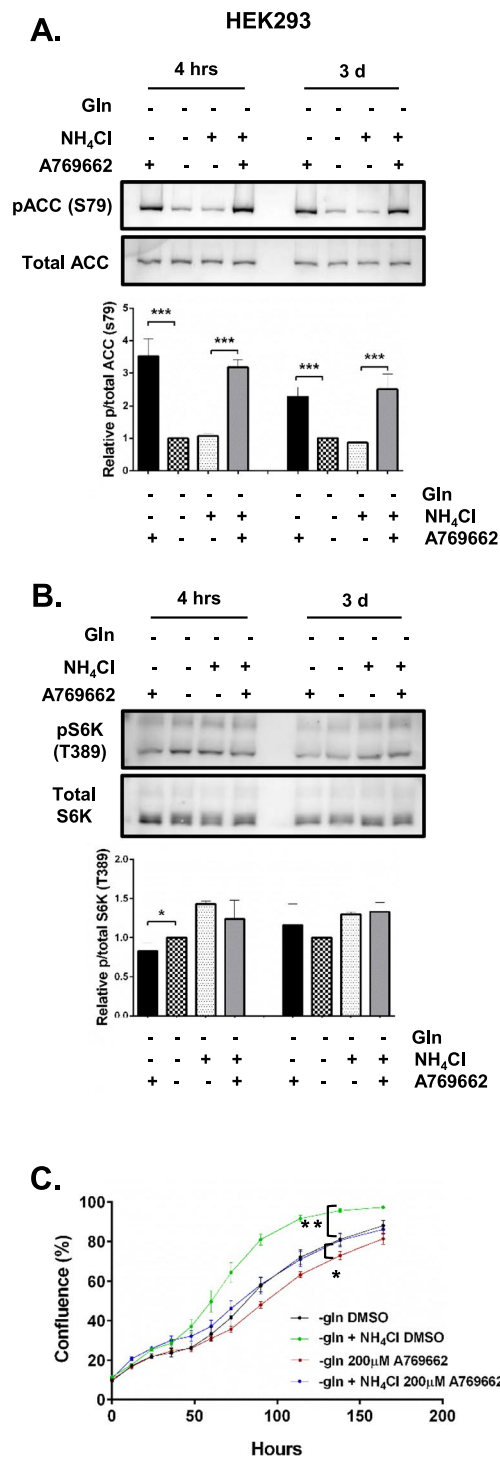 HEK293
A.
4 hrs 3 d
Gln - - - - - - - -
NH4Cl - - + + - - + +
A769662 + - - + + - - +
pACC (S79)
Total ACC
Relative p/total ACC (s79)
5
4
3
2
1
0
*** *** *** ***
- - - - - - - - Gln
- - + + - - + + NH4Cl
+ - - + + - - + A769662
B.
4 hrs 3 d
Gln - - - - - - - -
NH4Cl - - + + - - + +
A769662 + - - + + - - +
pS6K
(T389)
Total
S6K
Relative p/total S6K (T389)
2.0
1.5
1.0
0.5
0.0
*
- - - - - - - - Gln
- - + + - - + + NH4Cl
+ - - + + - - + A769662
C.
Confluence (%)
100
80
60
40
20
0
**
*
-gln DMSO
-gln + NH4Cl DMSO
-gln 200μM A769662
-gln + NH4Cl 200μM A769662
0 50 100 150 200
Hours